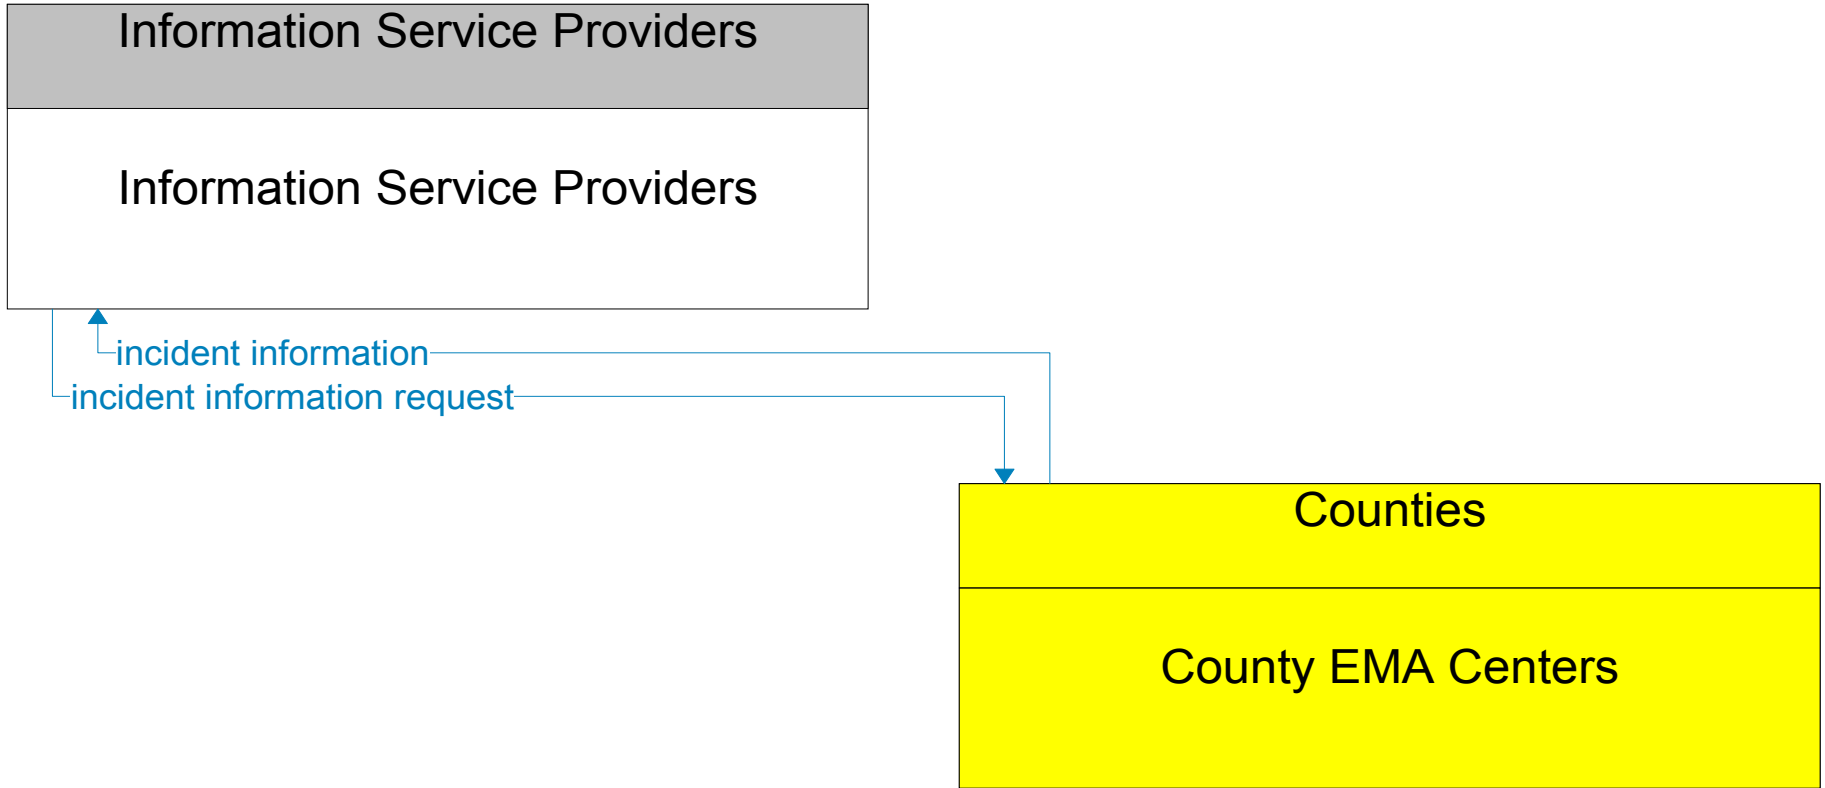 Information Service Providers
Information Service Providers
incident information
incident information request
Counties
County EMA Centers